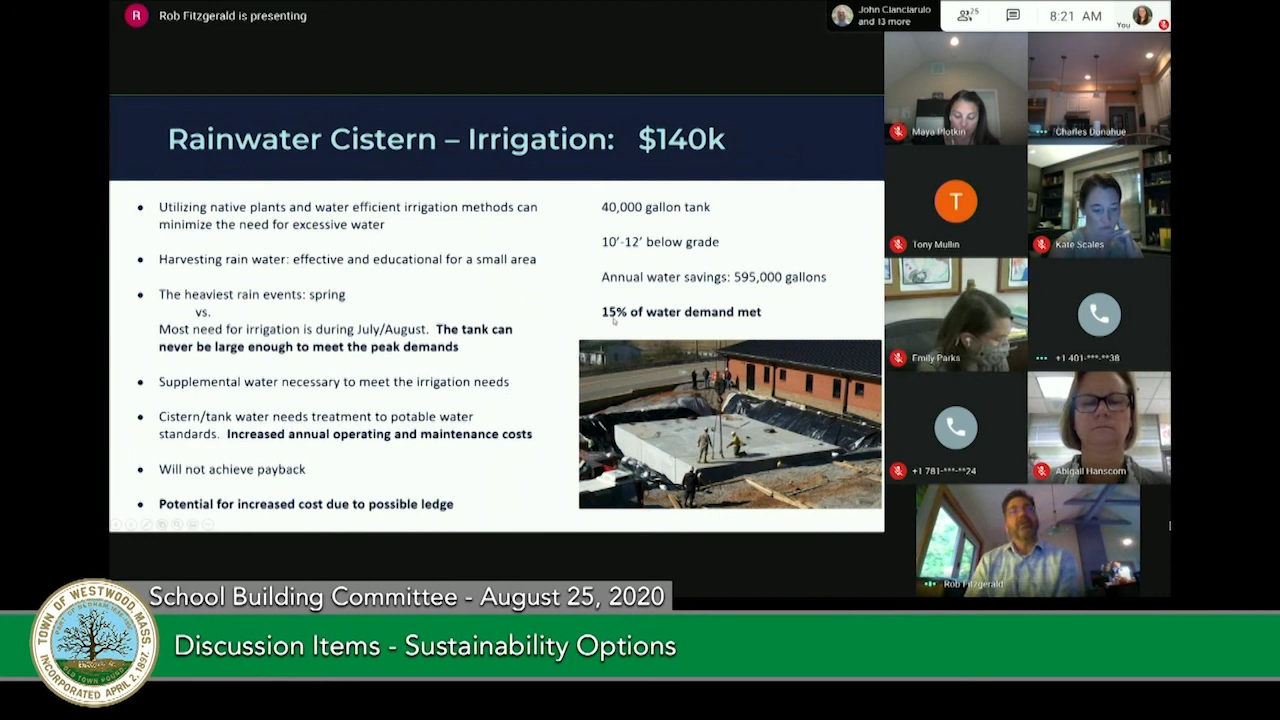 R
Rob Fitzgerald is presenting
John Cianciarulo
and 13 more
25
8:21 AM
You
Rainwater Cistern – Irrigation: $140k
• Utilizing native plants and water efficient irrigation methods can
minimize the need for excessive water
• Harvesting rain water: effective and educational for a small area
• The heaviest rain events: spring
vs.
Most need for irrigation is during July/August. The tank can
never be large enough to meet the peak demands
• Supplemental water necessary to meet the irrigation needs
• Cistern/tank water needs treatment to potable water
standards. Increased annual operating and maintenance costs
• Will not achieve payback
• Potential for increased cost due to possible ledge
40,000 gallon tank
10’-12’ below grade
Annual water savings: 595,000 gallons
15% of water demand met
Maya Plotkin
Charles Donahue
T
Tony Mullin
Kate Scales
Emily Parks
+1 401-***-**38
+1 781-***-**24
Abigail Hanscom
Rob Fitzgerald
School Building Committee - August 25, 2020
Discussion Items - Sustainability Options
TOWN OF WESTWOOD, MASS.
PART OF DEDHAM MARITIME
OLD TOWN POUND
INCORPORATED APRIL 2, 1897.